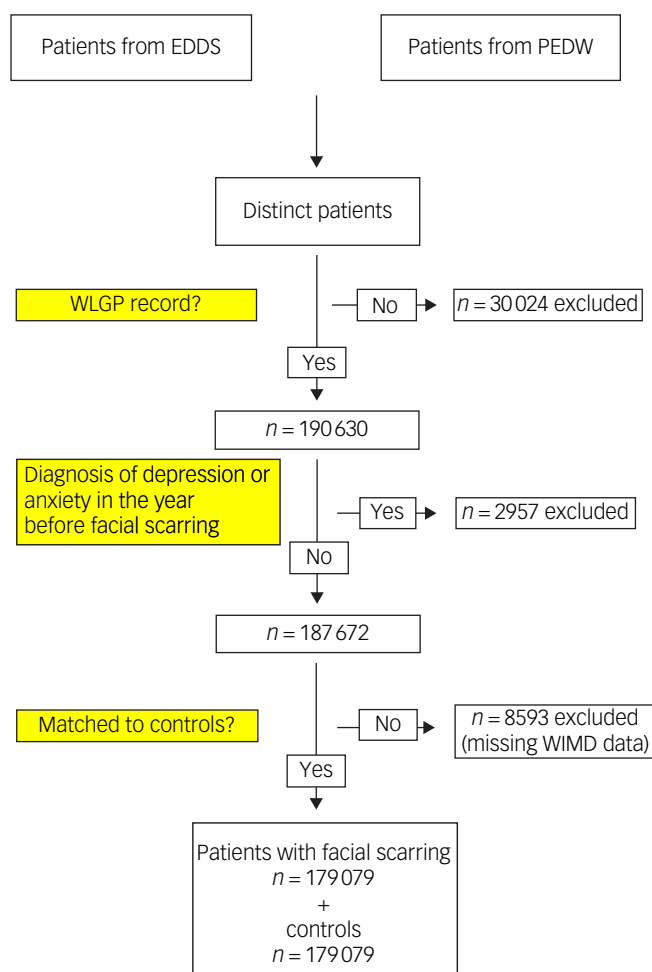 Patients from EDDS
Patients from PEDW
Distinct patients
WLGP record?
No
n = 30 024 excluded
Yes
n = 190 630
Diagnosis of depression or
anxiety in the year
before facial scarring
Yes
n = 2957 excluded
No
n = 187 672
Matched to controls?
No
n = 8593 excluded
(missing WIMD data)
Yes
Patients with facial scarring
n = 179 079
+
controls
n = 179 079